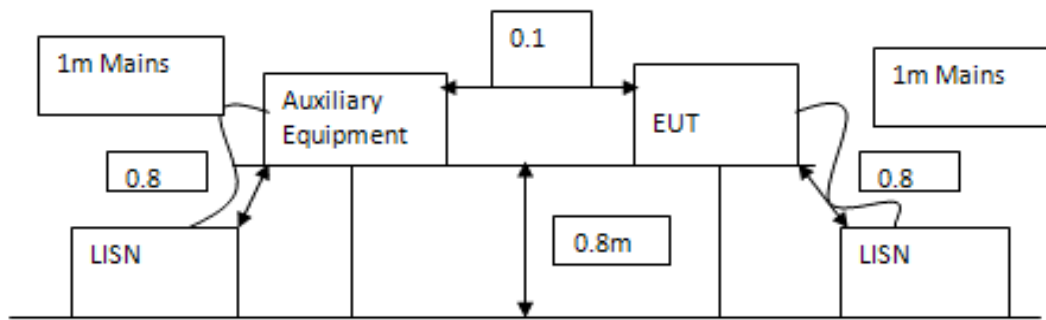 0.1
1m Mains
1m Mains
Auxiliary
Equipment
EUT
0.8
0.8
0.8m
LISN
LISN